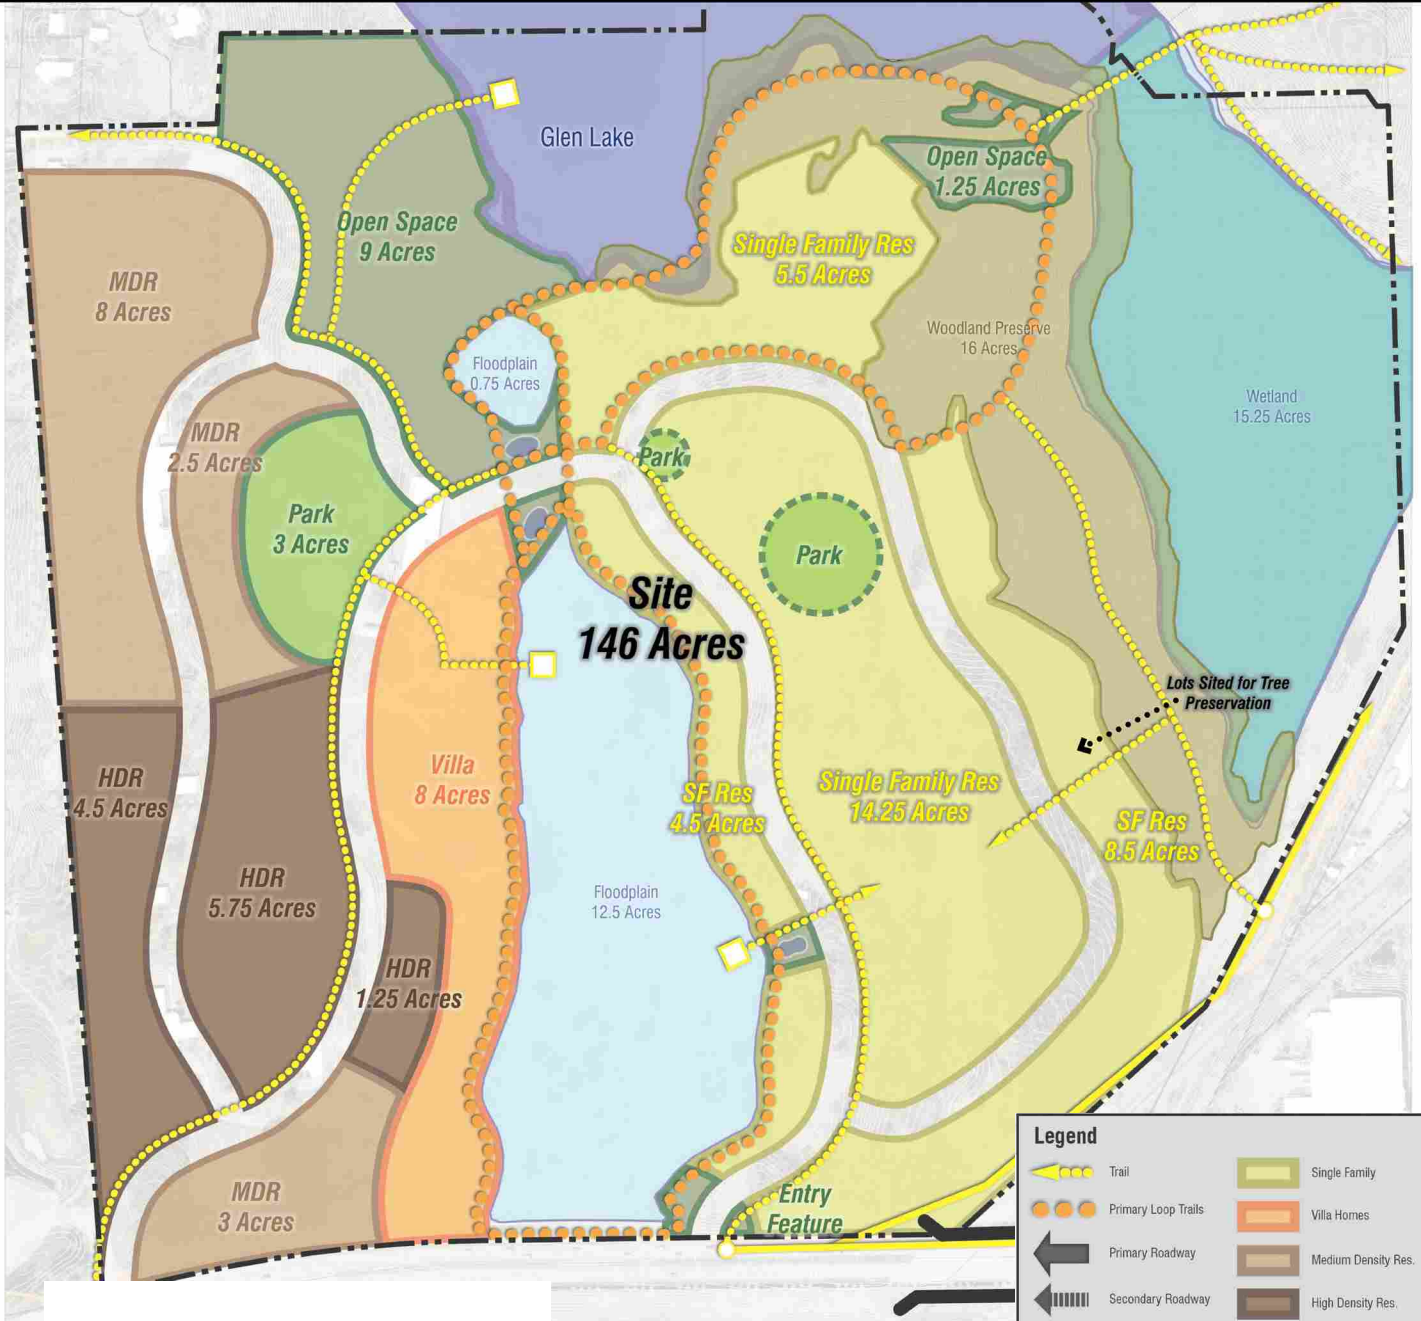 Glen Lake
Open Space
1.25 Acres
Open Space
9 Acres
Single Family Res
5.5 Acres
MDR
8 Acres
Woodland Preserve
16 Acres
Floodplain
0.75 Acres
Wetland
15.25 Acres
MDR
2.5 Acres
Park
Park
3 Acres
Park
Site
146 Acres
Lots Sited for Tree
Preservation
Villa
8 Acres
HDR
4.5 Acres
SF Res
4.5 Acres
Single Family Res
14.25 Acres
SF Res
8.5 Acres
HDR
5.75 Acres
Floodplain
12.5 Acres
HDR
1.25 Acres
MDR
3 Acres
Entry
Feature
Legend
Trail
Primary Loop Trails
Primary Roadway
Secondary Roadway
Single Family
Villa Homes
Medium Density Res.
High Density Res.